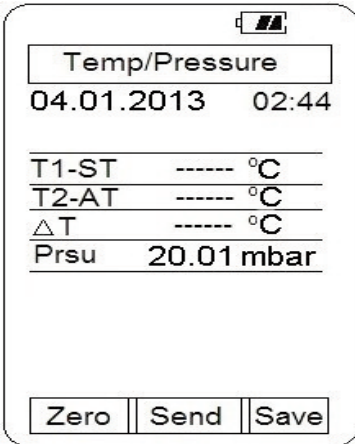 Temp/Pressure
04.01.2013 02:44
T1-ST ------ °C
T2-AT ------ °C
△T ------ °C
Prsu 20.01 mbar
Zero Send Save